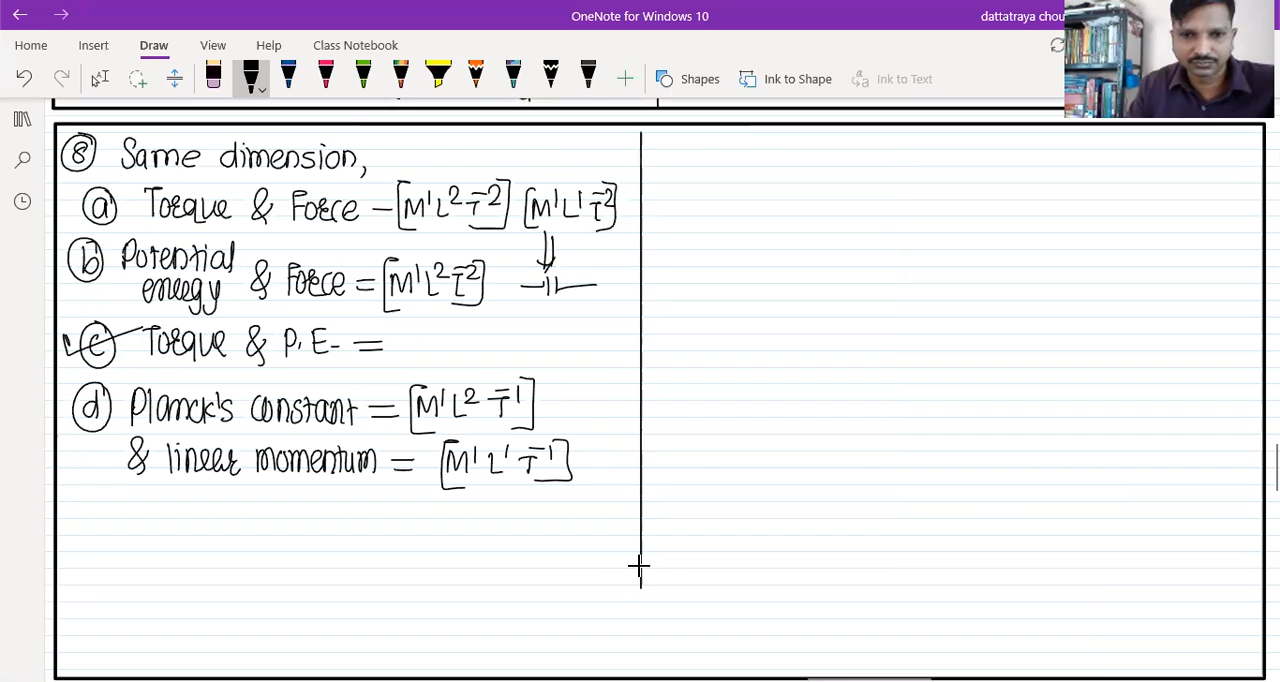 OneNote for Windows 10
dattatraya chou
Home Insert Draw View Help Class Notebook
Shapes Ink to Shape Ink to Text
⑧ Same dimension,
ⓐ Torque & Force – [M¹L²T⁻²] [M¹L¹T⁻²]
ⓑ Potential energy & Force = [M¹L²T⁻²] —11—
ⓒ Torque & P.E- =
ⓓ Planck's constant = [M¹L² T⁻¹]
& linear momentum = [M¹L¹T⁻¹]